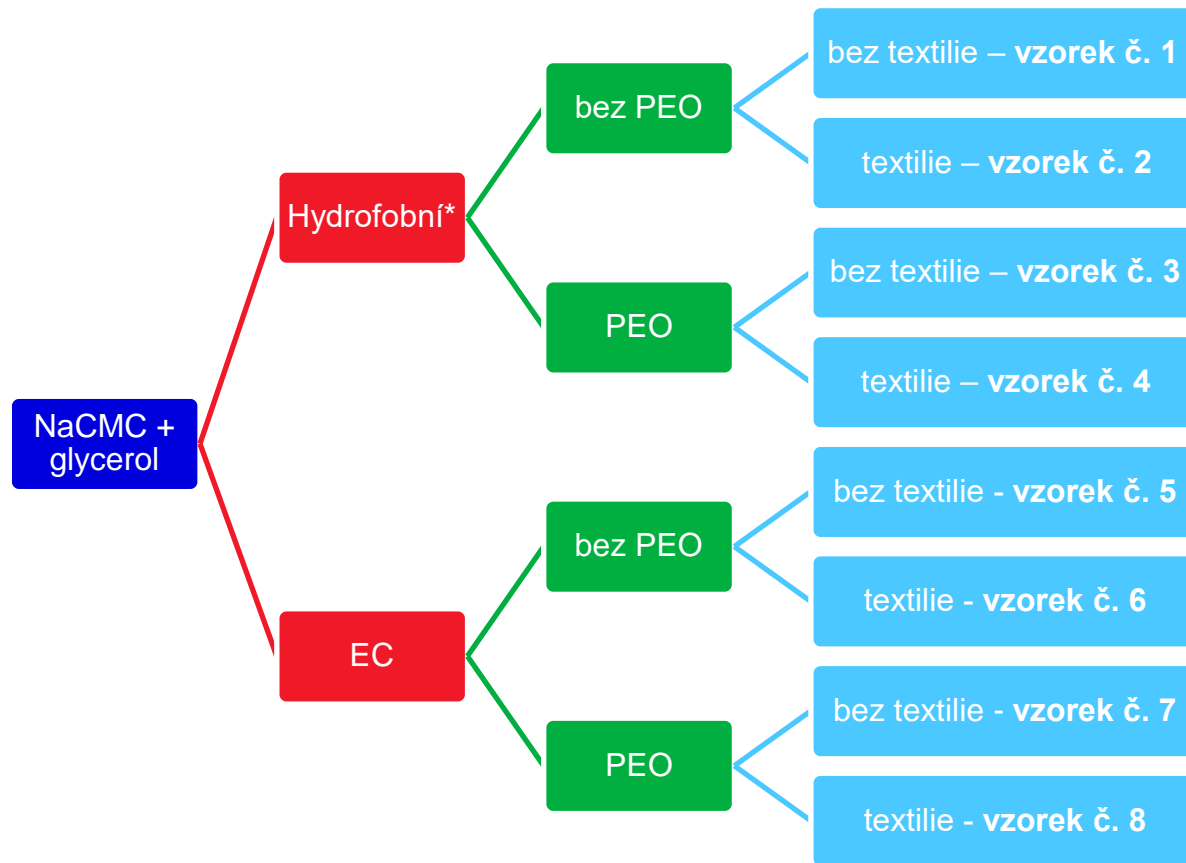 bez textilie – vzorek č. 1
bez PEO
textilie – vzorek č. 2
Hydrofobní*
bez textilie – vzorek č. 3
PEO
textilie – vzorek č. 4
NaCMC +
glycerol
bez textilie - vzorek č. 5
bez PEO
textilie - vzorek č. 6
EC
bez textilie - vzorek č. 7
PEO
textilie - vzorek č. 8